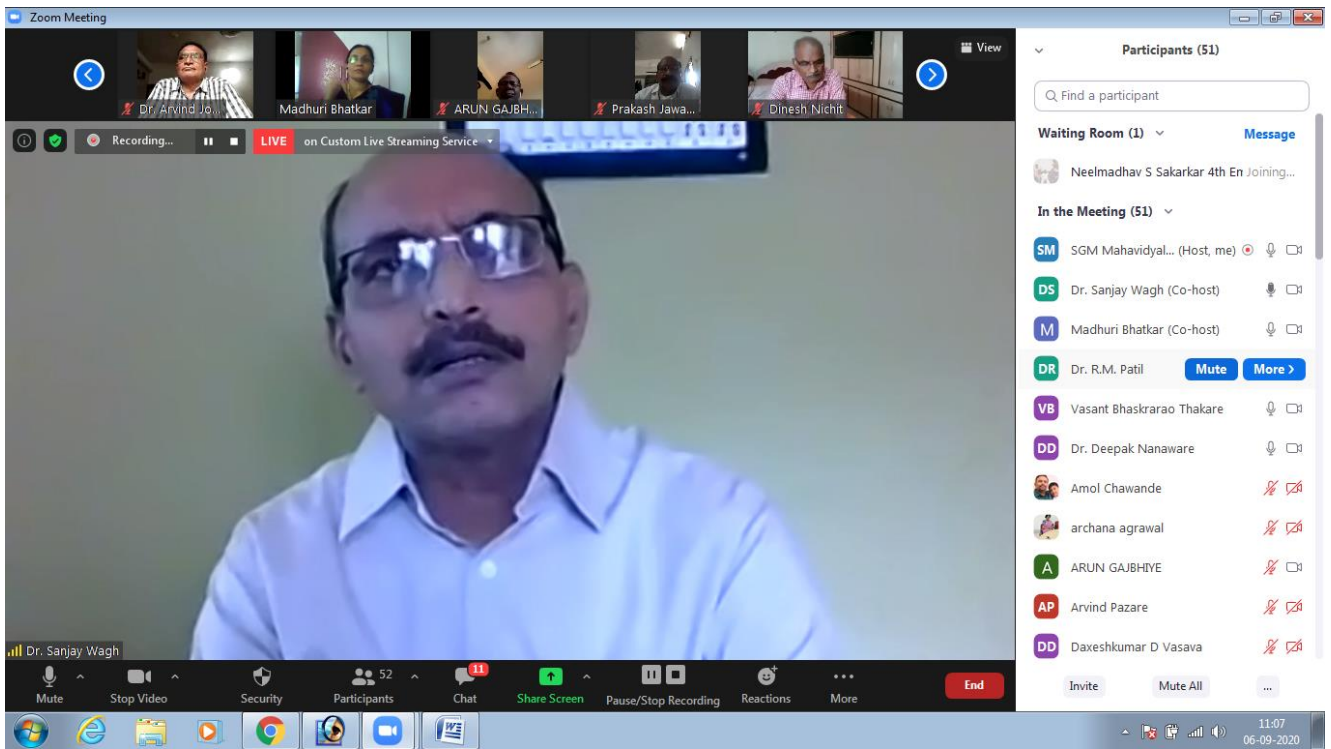 Zoom Meeting
Dr. Arvind Jo...
Madhuri Bhatkar
ARUN GAJBH...
Prakash Jawa...
Dinesh Nichit
View
Recording...
LIVE on Custom Live Streaming Service
Dr. Sanjay Wagh
Participants (51)
Find a participant
Waiting Room (1)
Message
Neelmadhav S Sakarkar 4th En Joining...
In the Meeting (51)
SM SGM Mahavidyal... (Host, me)
DS Dr. Sanjay Wagh (Co-host)
M Madhuri Bhatkar (Co-host)
DR Dr. R.M. Patil Mute More >
VB Vasant Bhaskrarao Thakare
DD Dr. Deepak Nanaware
Amol Chawande
archana agrawal
A ARUN GAJBHIYE
AP Arvind Pazare
DD Daxeshkumar D Vasava
Invite Mute All ...
52 11
Mute Stop Video Security Participants Chat Share Screen Pause/Stop Recording Reactions More End
11:07
06-09-2020